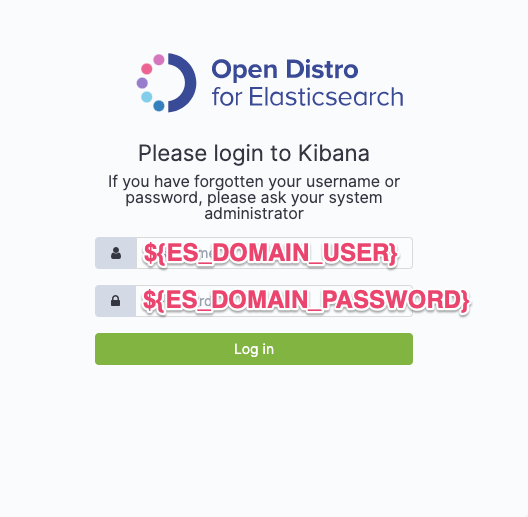 Open Distro
for Elasticsearch
Please login to Kibana
If you have forgotten your username or
password, please ask your system
administrator
${ES_DOMAIN_USER}
${ES_DOMAIN_PASSWORD}
Log in